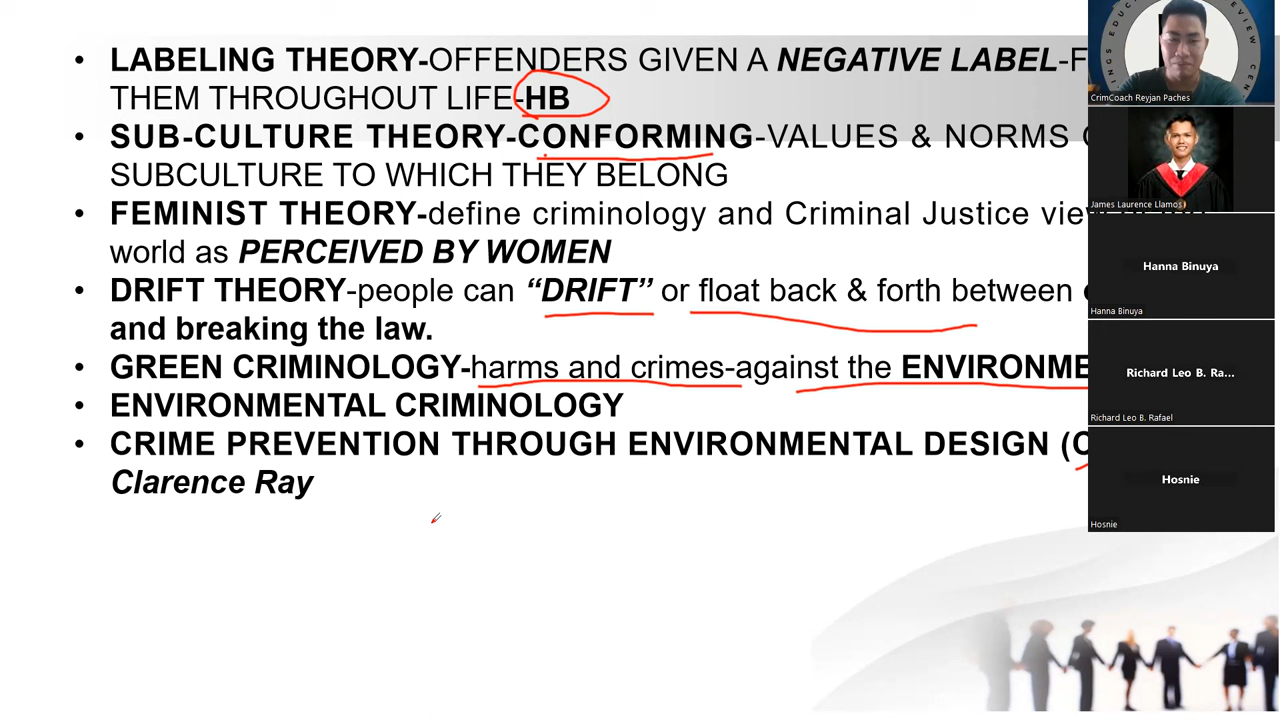 • LABELING THEORY-OFFENDERS GIVEN A NEGATIVE LABEL-F
THEM THROUGHOUT LIFE-HB
• SUB-CULTURE THEORY-CONFORMING-VALUES & NORMS
SUBCULTURE TO WHICH THEY BELONG
• FEMINIST THEORY-define criminology and Criminal Justice view
world as PERCEIVED BY WOMEN
• DRIFT THEORY-people can “DRIFT” or float back & forth between
and breaking the law.
• GREEN CRIMINOLOGY-harms and crimes-against the ENVIRONME
• ENVIRONMENTAL CRIMINOLOGY
• CRIME PREVENTION THROUGH ENVIRONMENTAL DESIGN (C
Clarence Ray
CrimCoach Reyjan Paches
James Laurence Llamos
Hanna Binuya
Hanna Binuya
Richard Leo B. Ra...
Richard Leo B. Rafael
Hosnie
Hosnie